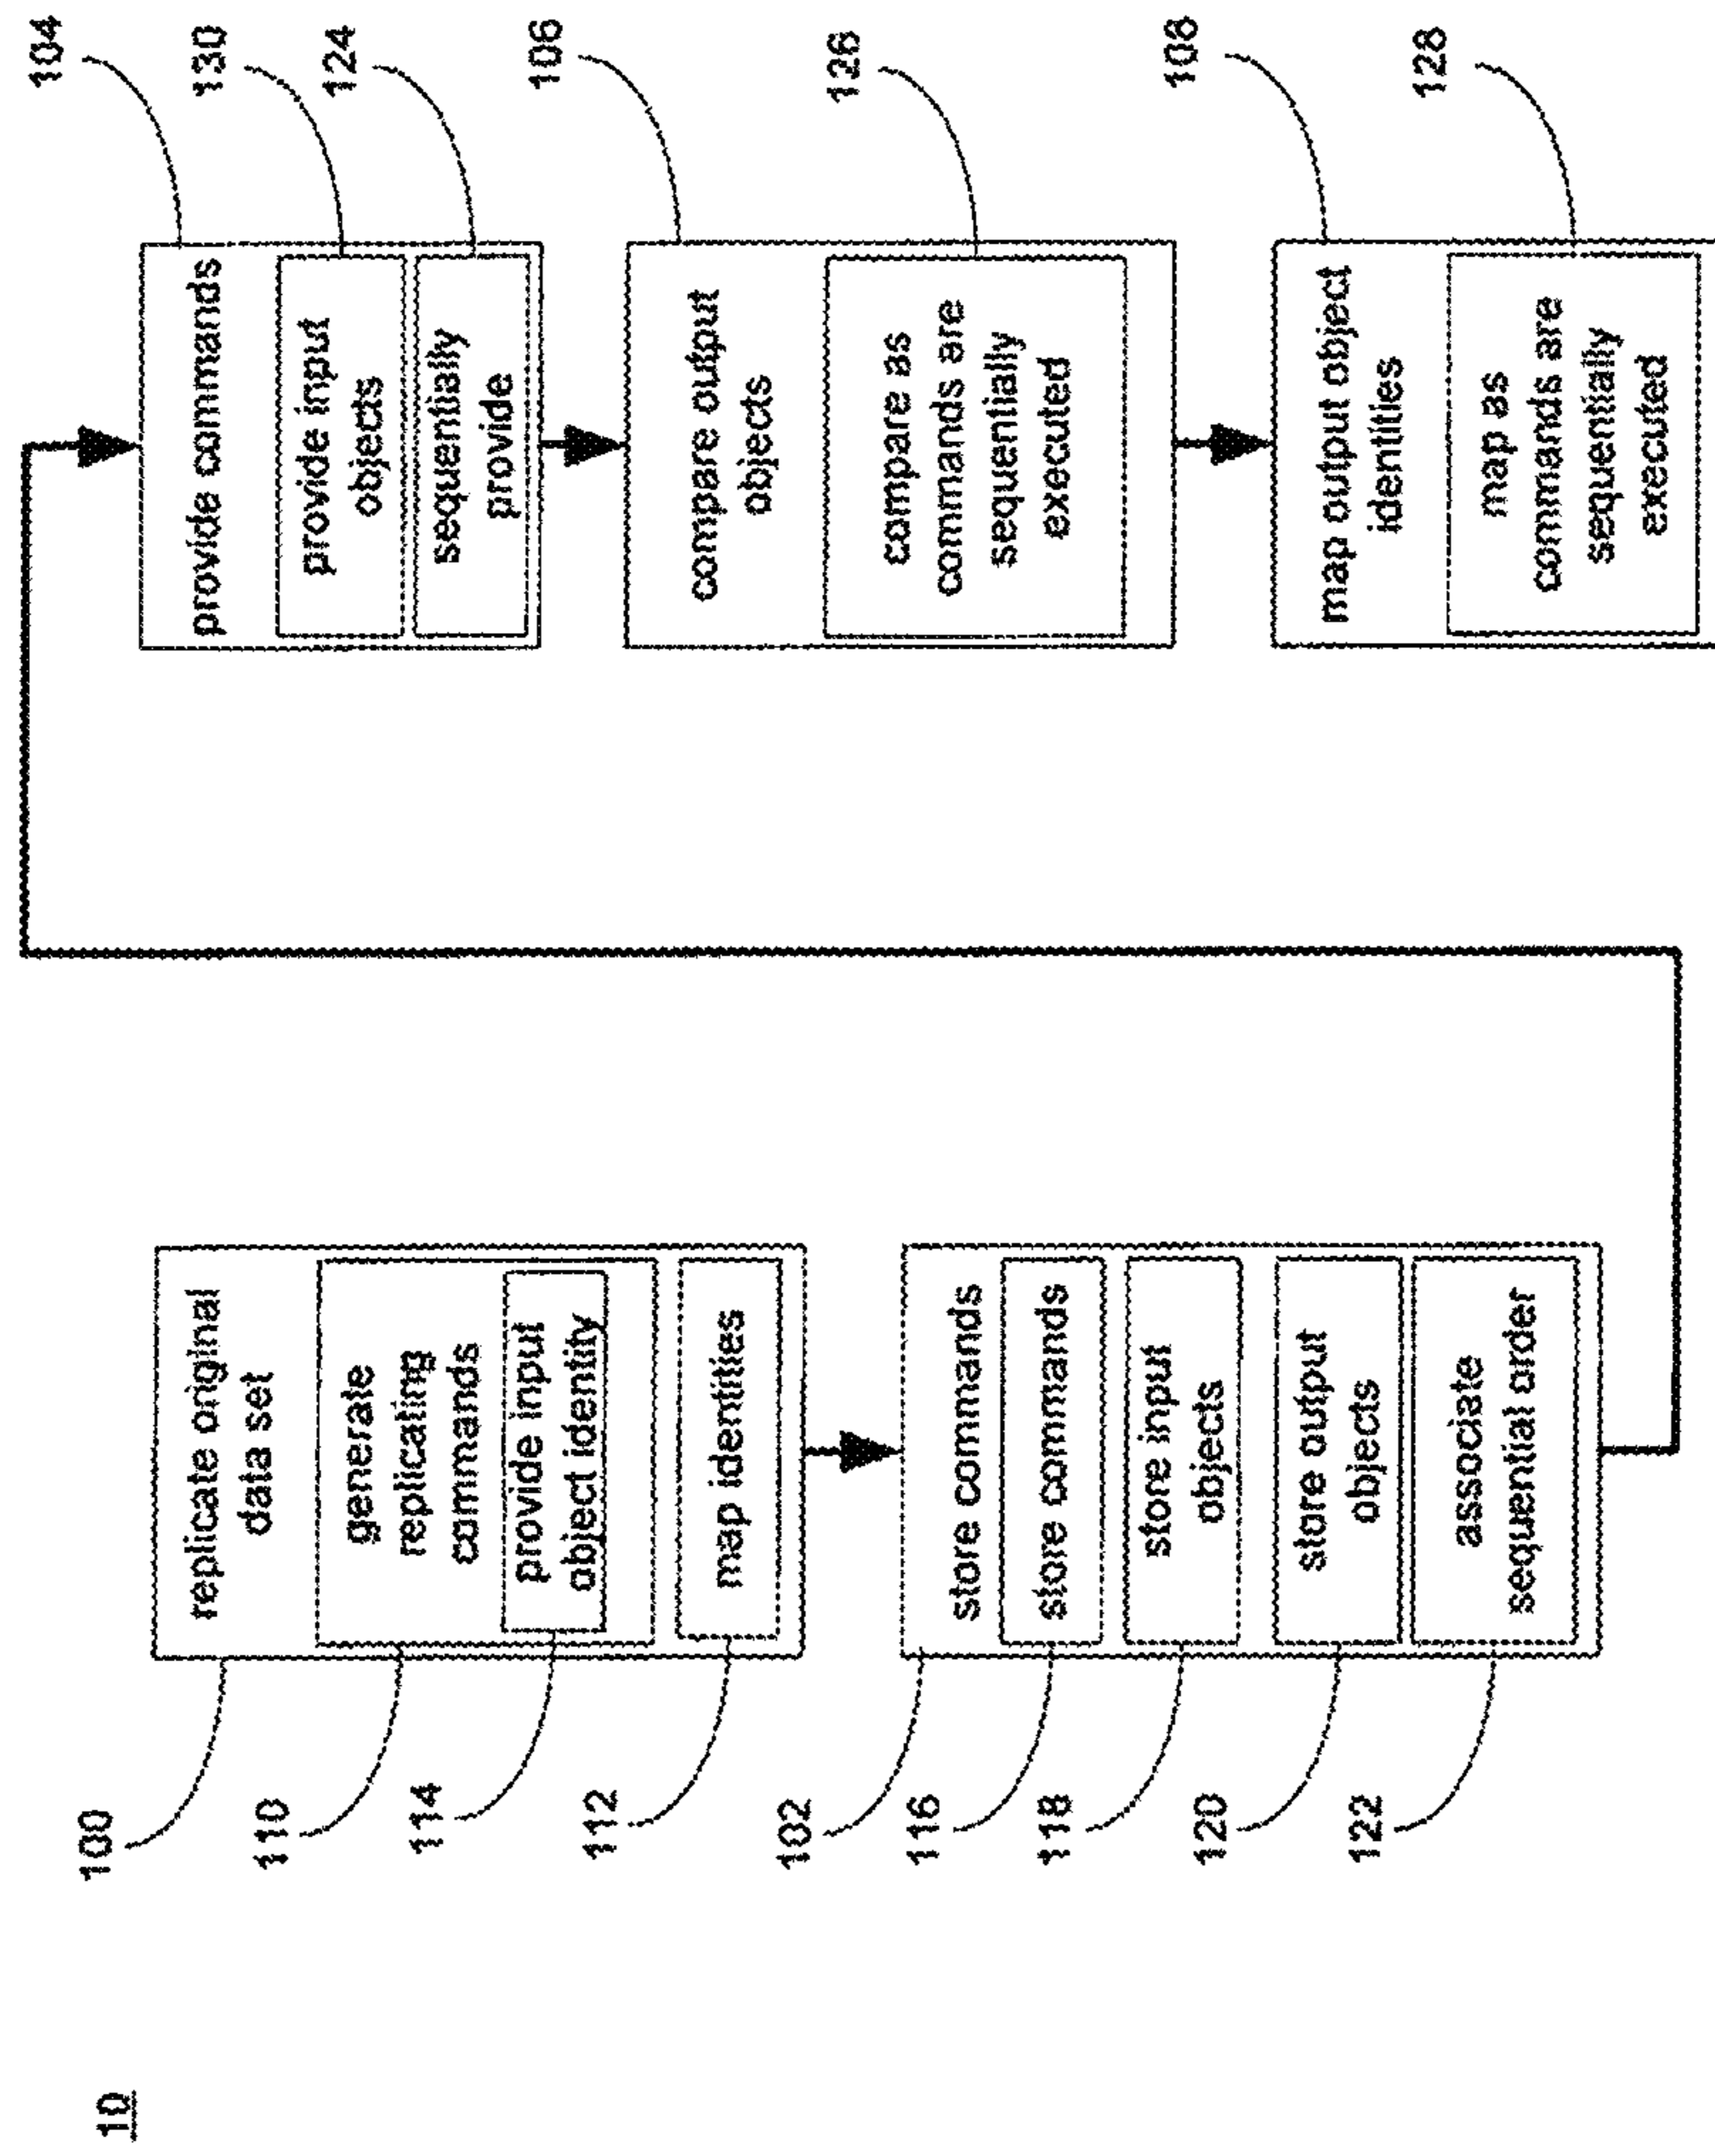 10
100
replicate original
data set
110
generate
replicating
commands
114
provide input
object identity
112
map identities
102
store commands
116
store commands
118
store input
objects
120
store output
objects
122
associate
sequential order
104
provide commands
130
provide input
objects
124
sequentially
provide
106
compare output
objects
126
compare as
commands are
sequentially
executed
108
map output object
identities
128
map as
commands are
sequentially
executed